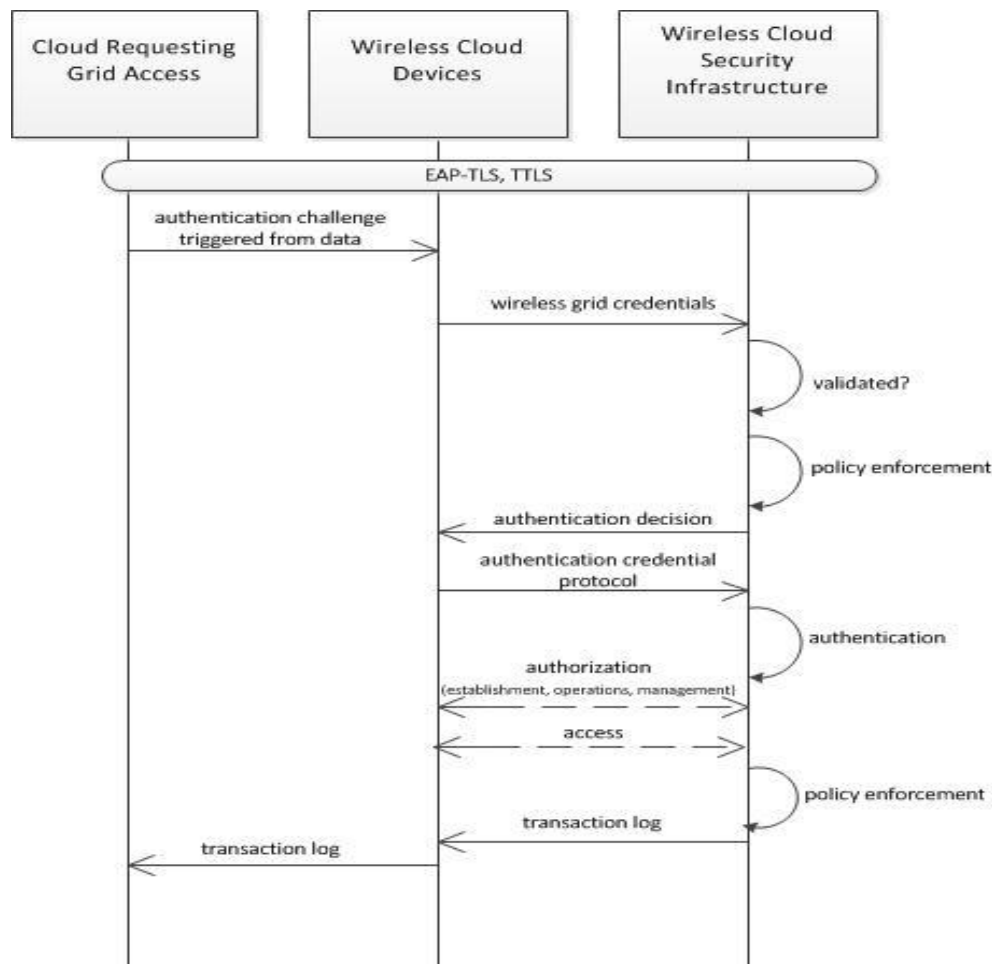 Cloud Requesting
Grid Access
Wireless Cloud
Devices
Wireless Cloud
Security
Infrastructure
EAP-TLS, TTLS
authentication challenge
triggered from data
wireless grid credentials
validated?
policy enforcement
authentication decision
authentication credential
protocol
authentication
authorization
(establishment, operations, management)
access
policy enforcement
transaction log
transaction log